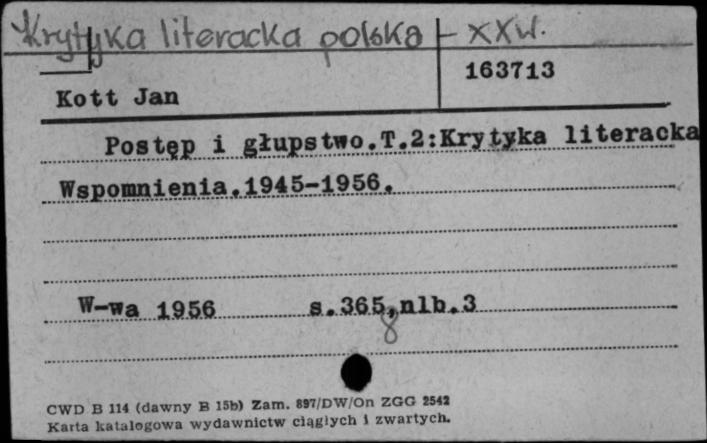 Krytyka literacka polska - XX w.
163713
Kott Jan
Postęp i głupstwo.T.2:Krytyka literacka
Wspomnienia.1945-1956.
W-wa 1956 s.365,nlb.3
8
CWD B 114 (dawny B 15b) Zam. 897/DW/On ZGG 2542
Karta katalogowa wydawnictw ciągłych i zwartych.